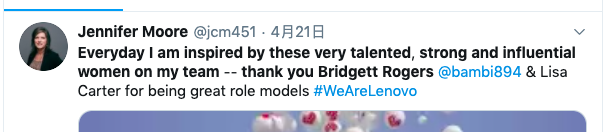 Jennifer Moore @jcm451 · 4月21日
Everyday I am inspired by these very talented, strong and influential
women on my team -- thank you Bridgett Rogers @bambi894 & Lisa
Carter for being great role models #WeAreLenovo